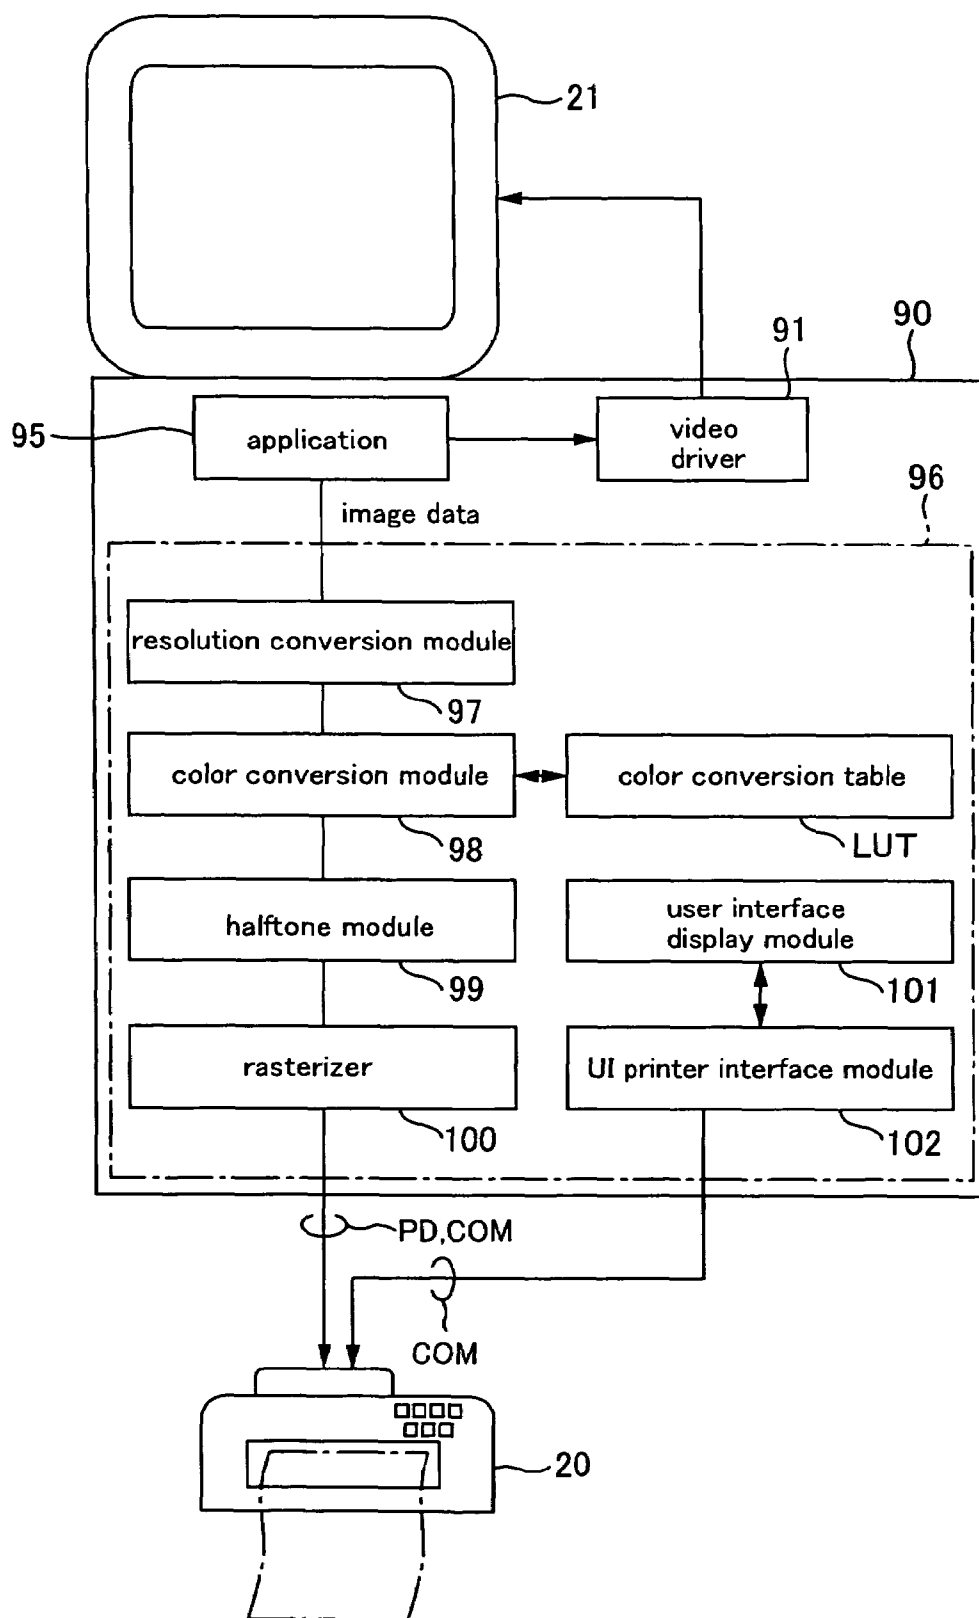 21
91
90
95
application
video
driver
96
image data
resolution conversion module
97
color conversion module
color conversion table
98
LUT
halftone module
user interface
display module
99
101
rasterizer
UI printer interface module
100
102
PD,COM
COM
20